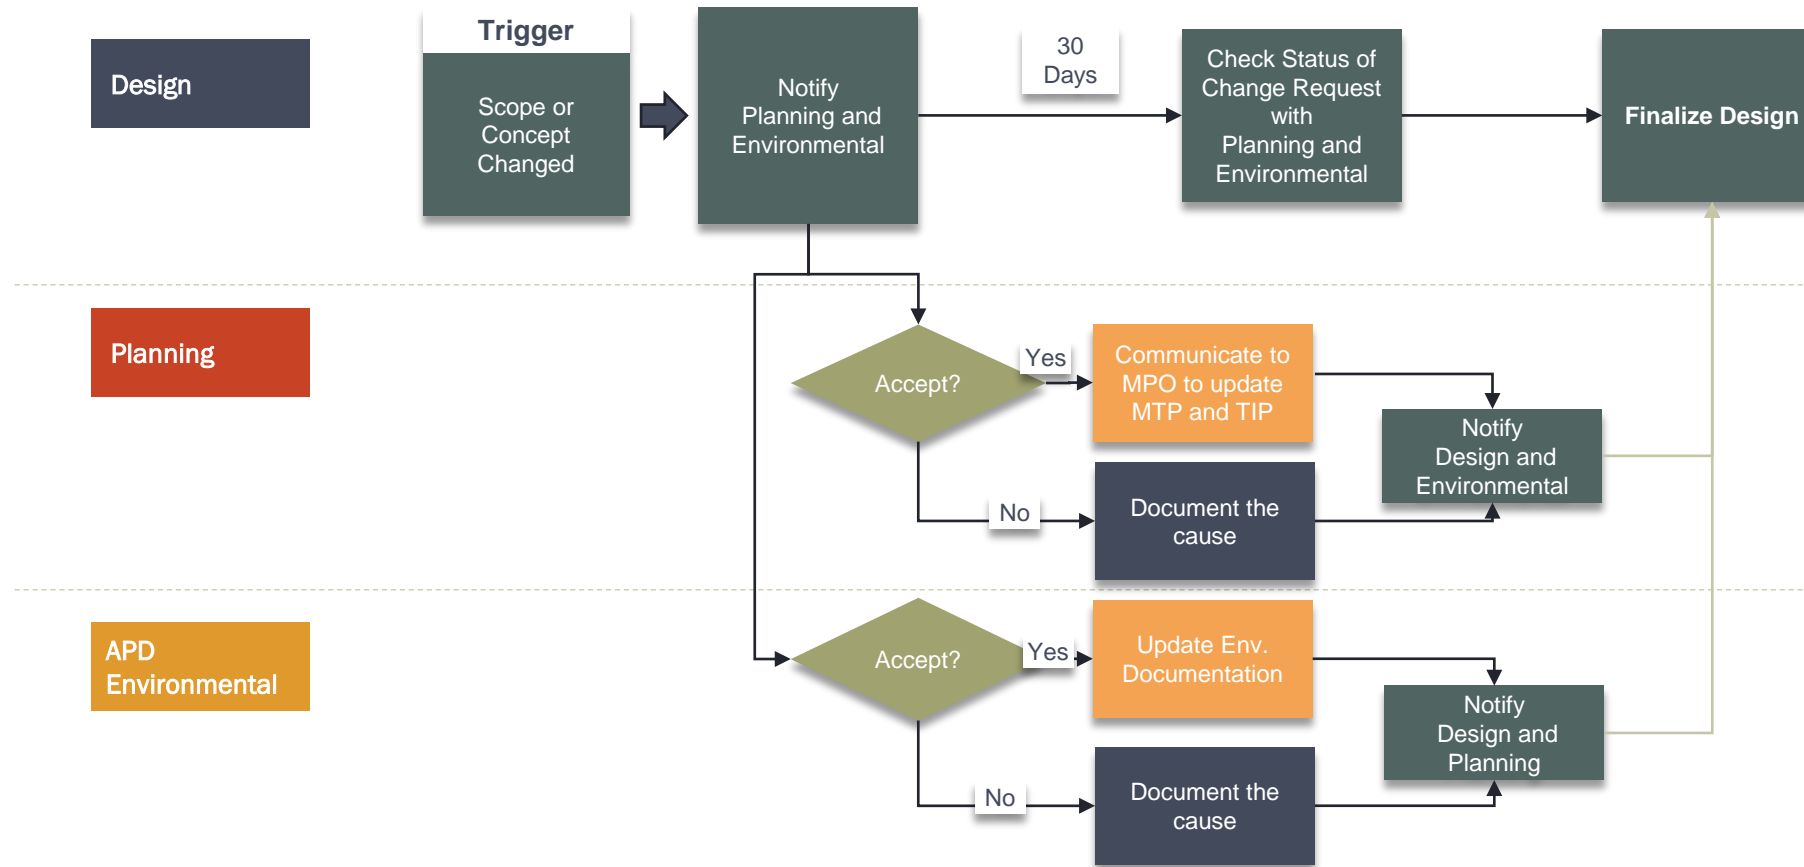 Design
Trigger
Scope or
Concept
Changed
Notify
Planning and
Environmental
30
Days
Check Status of
Change Request
with
Planning and
Environmental
Finalize Design
Planning
Accept?
Yes
Communicate to
MPO to update
MTP and TIP
Notify
Design and
Environmental
No
Document the
cause
APD
Environmental
Accept?
Yes
Update Env.
Documentation
Notify
Design and
Planning
No
Document the
cause